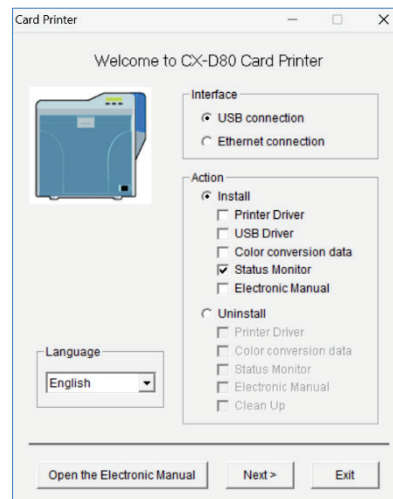 Card Printer
Welcome to CX-D80 Card Printer
Interface
USB connection
Ethernet connection
Action
Install
Printer Driver
USB Driver
Color conversion data
Status Monitor
Electronic Manual
Uninstall
Printer Driver
Color conversion data
Status Monitor
Electronic Manual
Clean Up
Language
English
Open the Electronic Manual
Next >
Exit